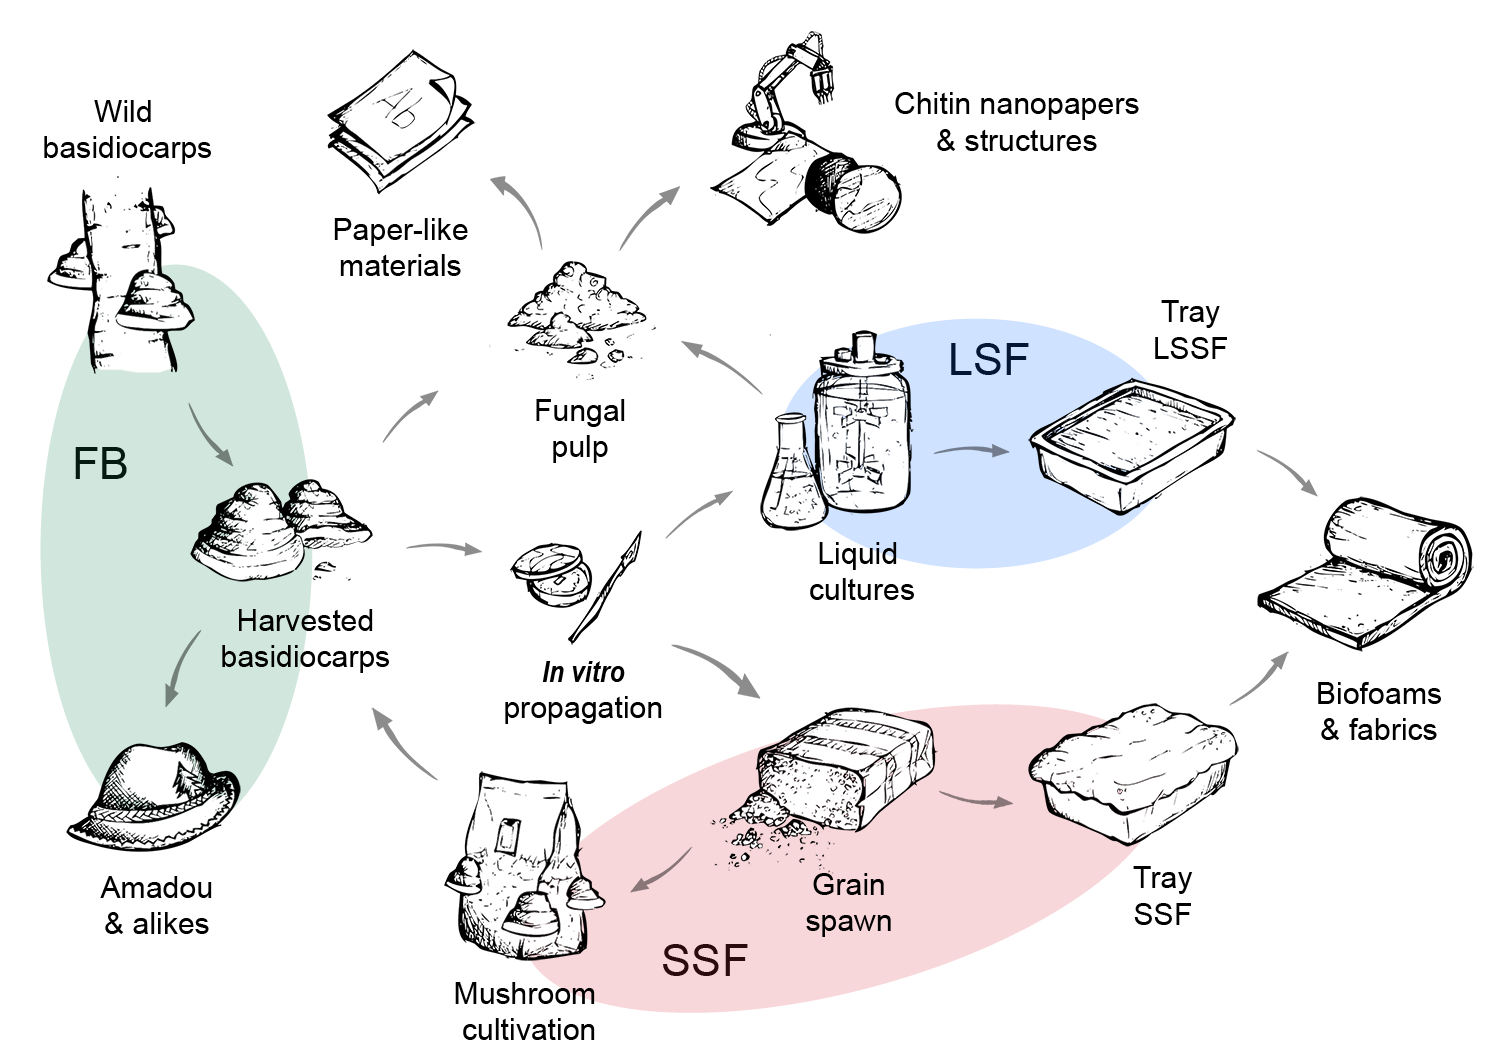 Wild
basidiocarps
Ab
Paper-like
materials
Chitin nanopapers
& structures
Tray
LSSF
LSF
FB
Fungal
pulp
Liquid
cultures
Harvested
basidiocarps
In vitro
propagation
Biofoams
& fabrics
Amadou
& alikes
Grain
spawn
Tray
SSF
SSF
Mushroom
cultivation